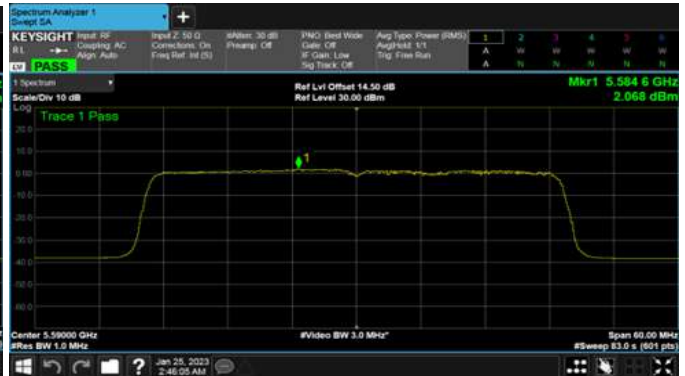 Spectrum Analyzer 1
Swept SA
+
KEYSIGHT Input: RF Input Z: 50 Ω #Atten: 30 dB PNO: Best Wide Avg Type: Power (RMS) 1 2 3 4 5 6
RL Coupling: AC Corrections: On Preamp: Off Gate: Off Avg|Hold: 1/1 A W W W W W
Align: Auto Freq Ref: Int (S) IF Gain: Low Trig: Free Run
LV PASS Sig Track: Off A N N N N N
1 Spectrum
Ref Lvl Offset 14.50 dB Mkr1 5.584 6 GHz
Scale/Div 10 dB Ref Level 30.00 dBm 2.068 dBm
Log
Trace 1 Pass
20.0
10.0
1
0.00
-10.0
-20.0
-30.0
-40.0
-50.0
-60.0
Center 5.59000 GHz #Video BW 3.0 MHz* Span 60.00 MHz
#Res BW 1.0 MHz #Sweep 83.0 s (601 pts)
? Jan 25, 2023
2:46:05 AM